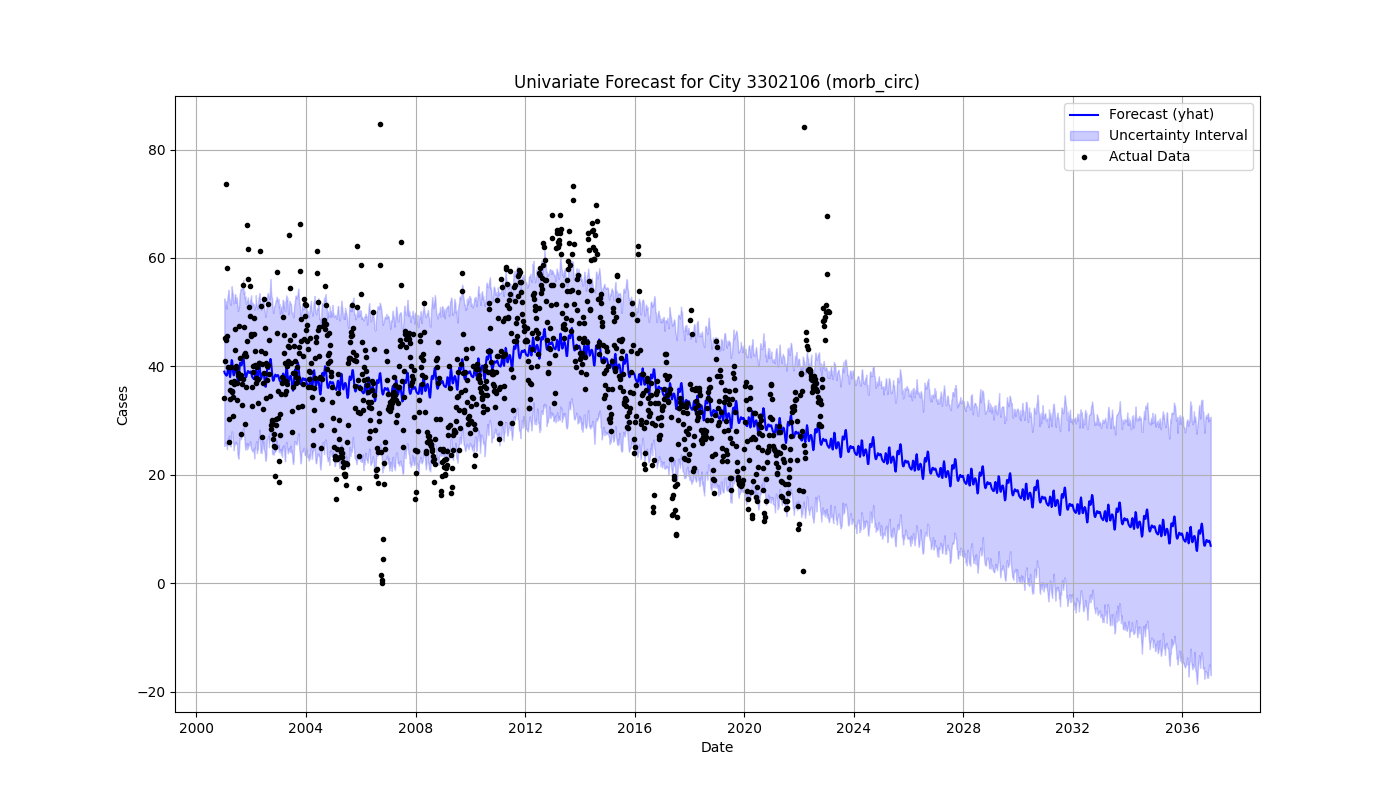 Univariate Forecast for City 3302106 (morb_circ)
Forecast (yhat)
Uncertainty Interval
Actual Data
Cases
80
60
40
20
0
−20
2000 2004 2008 2012 2016 2020 2024 2028 2032 2036
Date